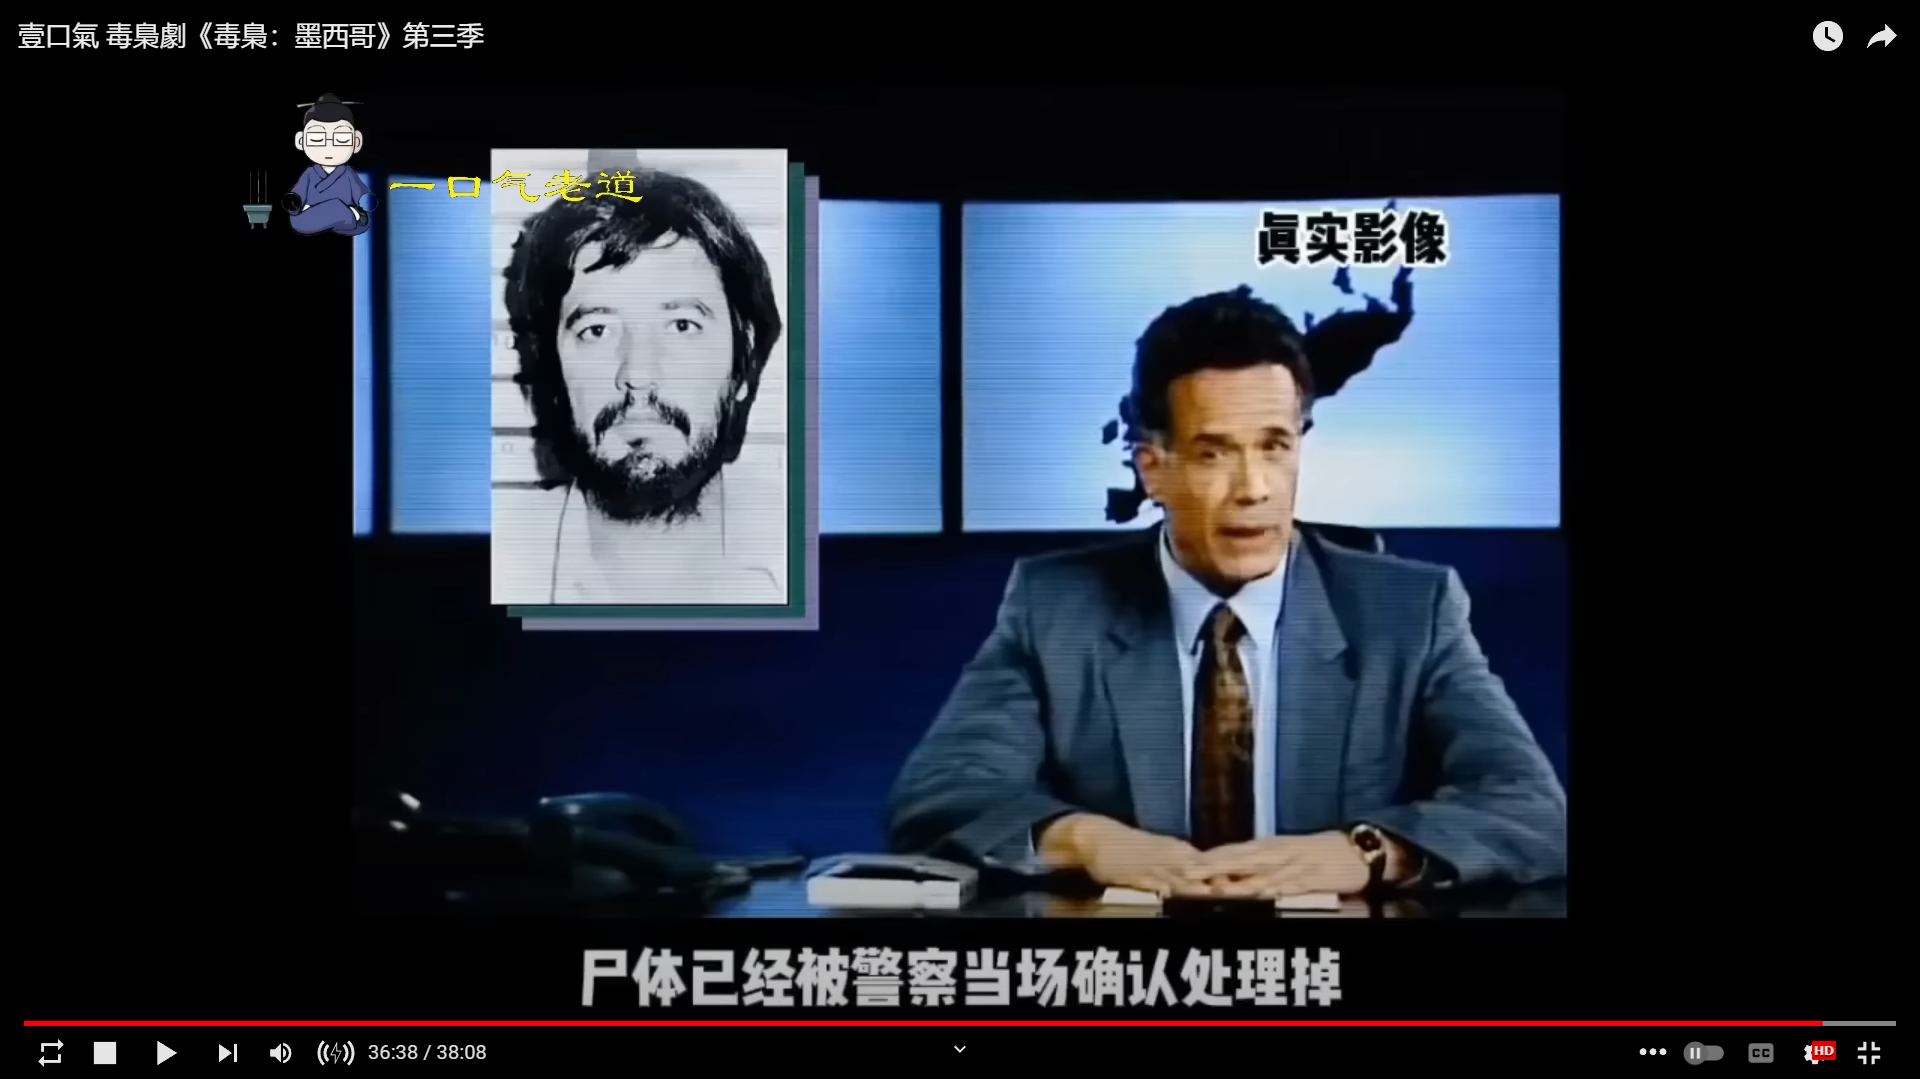 壹口氣 毒梟劇《毒梟：墨西哥》第三季
一口气老道
真实影像
尸体已经被警察当场确认处理掉
36:38 / 38:08
CC
HD